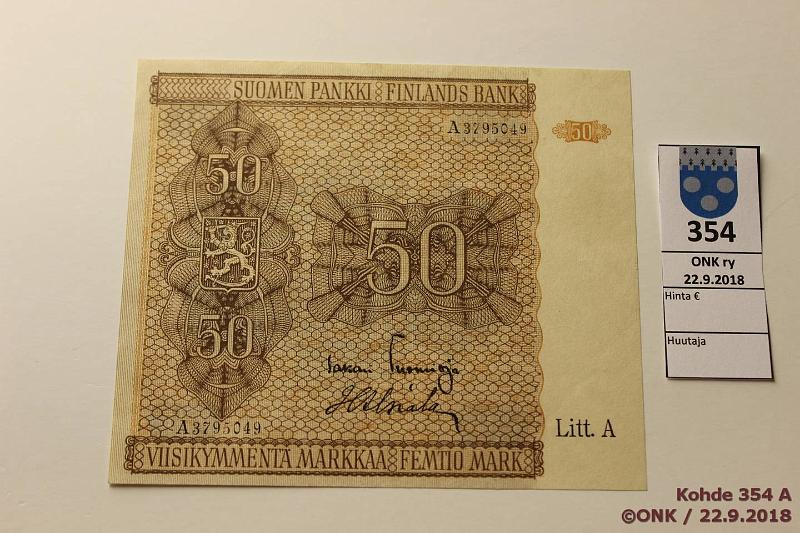 SUOMEN PANKKI FINLANDS BANK
A3795049
50
50
50
50
A3795049
Litt. A
VIISIKYMMENTÄ MARKKAA FEMTIO MARK
354
ONK ry
22.9.2018
Hinta €
Huutaja
Kohde 354 A
©ONK / 22.9.2018